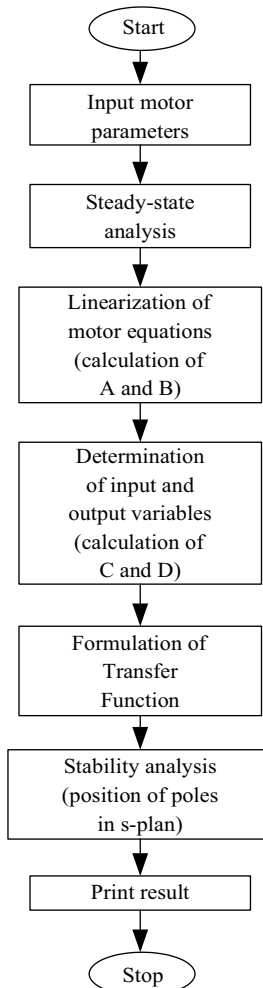 Start
Input motor
parameters
Steady-state
analysis
Linearization of
motor equations
(calculation of
A and B)
Determination
of input and
output variables
(calculation of
C and D)
Formulation of
Transfer
Function
Stability analysis
(position of poles
in s-plan)
Print result
Stop